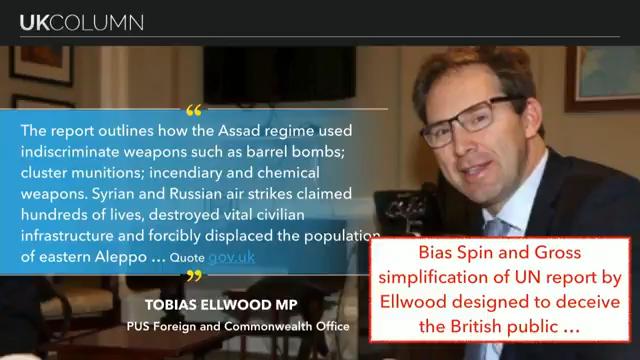 UKCOLUMN
“
The report outlines how the Assad regime used
indiscriminate weapons such as barrel bombs;
cluster munitions; incendiary and chemical
weapons. Syrian and Russian air strikes claimed
hundreds of lives, destroyed vital civilian
infrastructure and forcibly displaced the population
of eastern Aleppo ... Quote gov.uk
”
TOBIAS ELLWOOD MP
PUS Foreign and Commonwealth Office
Bias Spin and Gross
simplification of UN report by
Ellwood designed to deceive
the British public ...